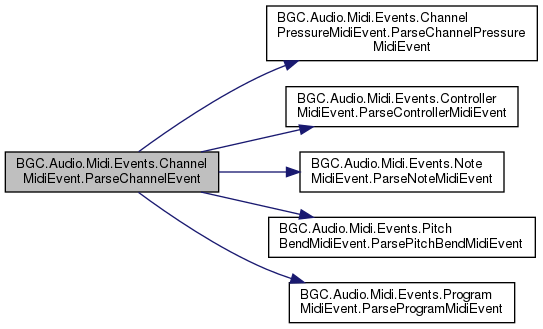 BGC.Audio.Midi.Events.Channel
PressureMidiEvent.ParseChannelPressure
MidiEvent
BGC.Audio.Midi.Events.Controller
MidiEvent.ParseControllerMidiEvent
BGC.Audio.Midi.Events.Channel
MidiEvent.ParseChannelEvent
BGC.Audio.Midi.Events.Note
MidiEvent.ParseNoteMidiEvent
BGC.Audio.Midi.Events.Pitch
BendMidiEvent.ParsePitchBendMidiEvent
BGC.Audio.Midi.Events.Program
MidiEvent.ParseProgramMidiEvent